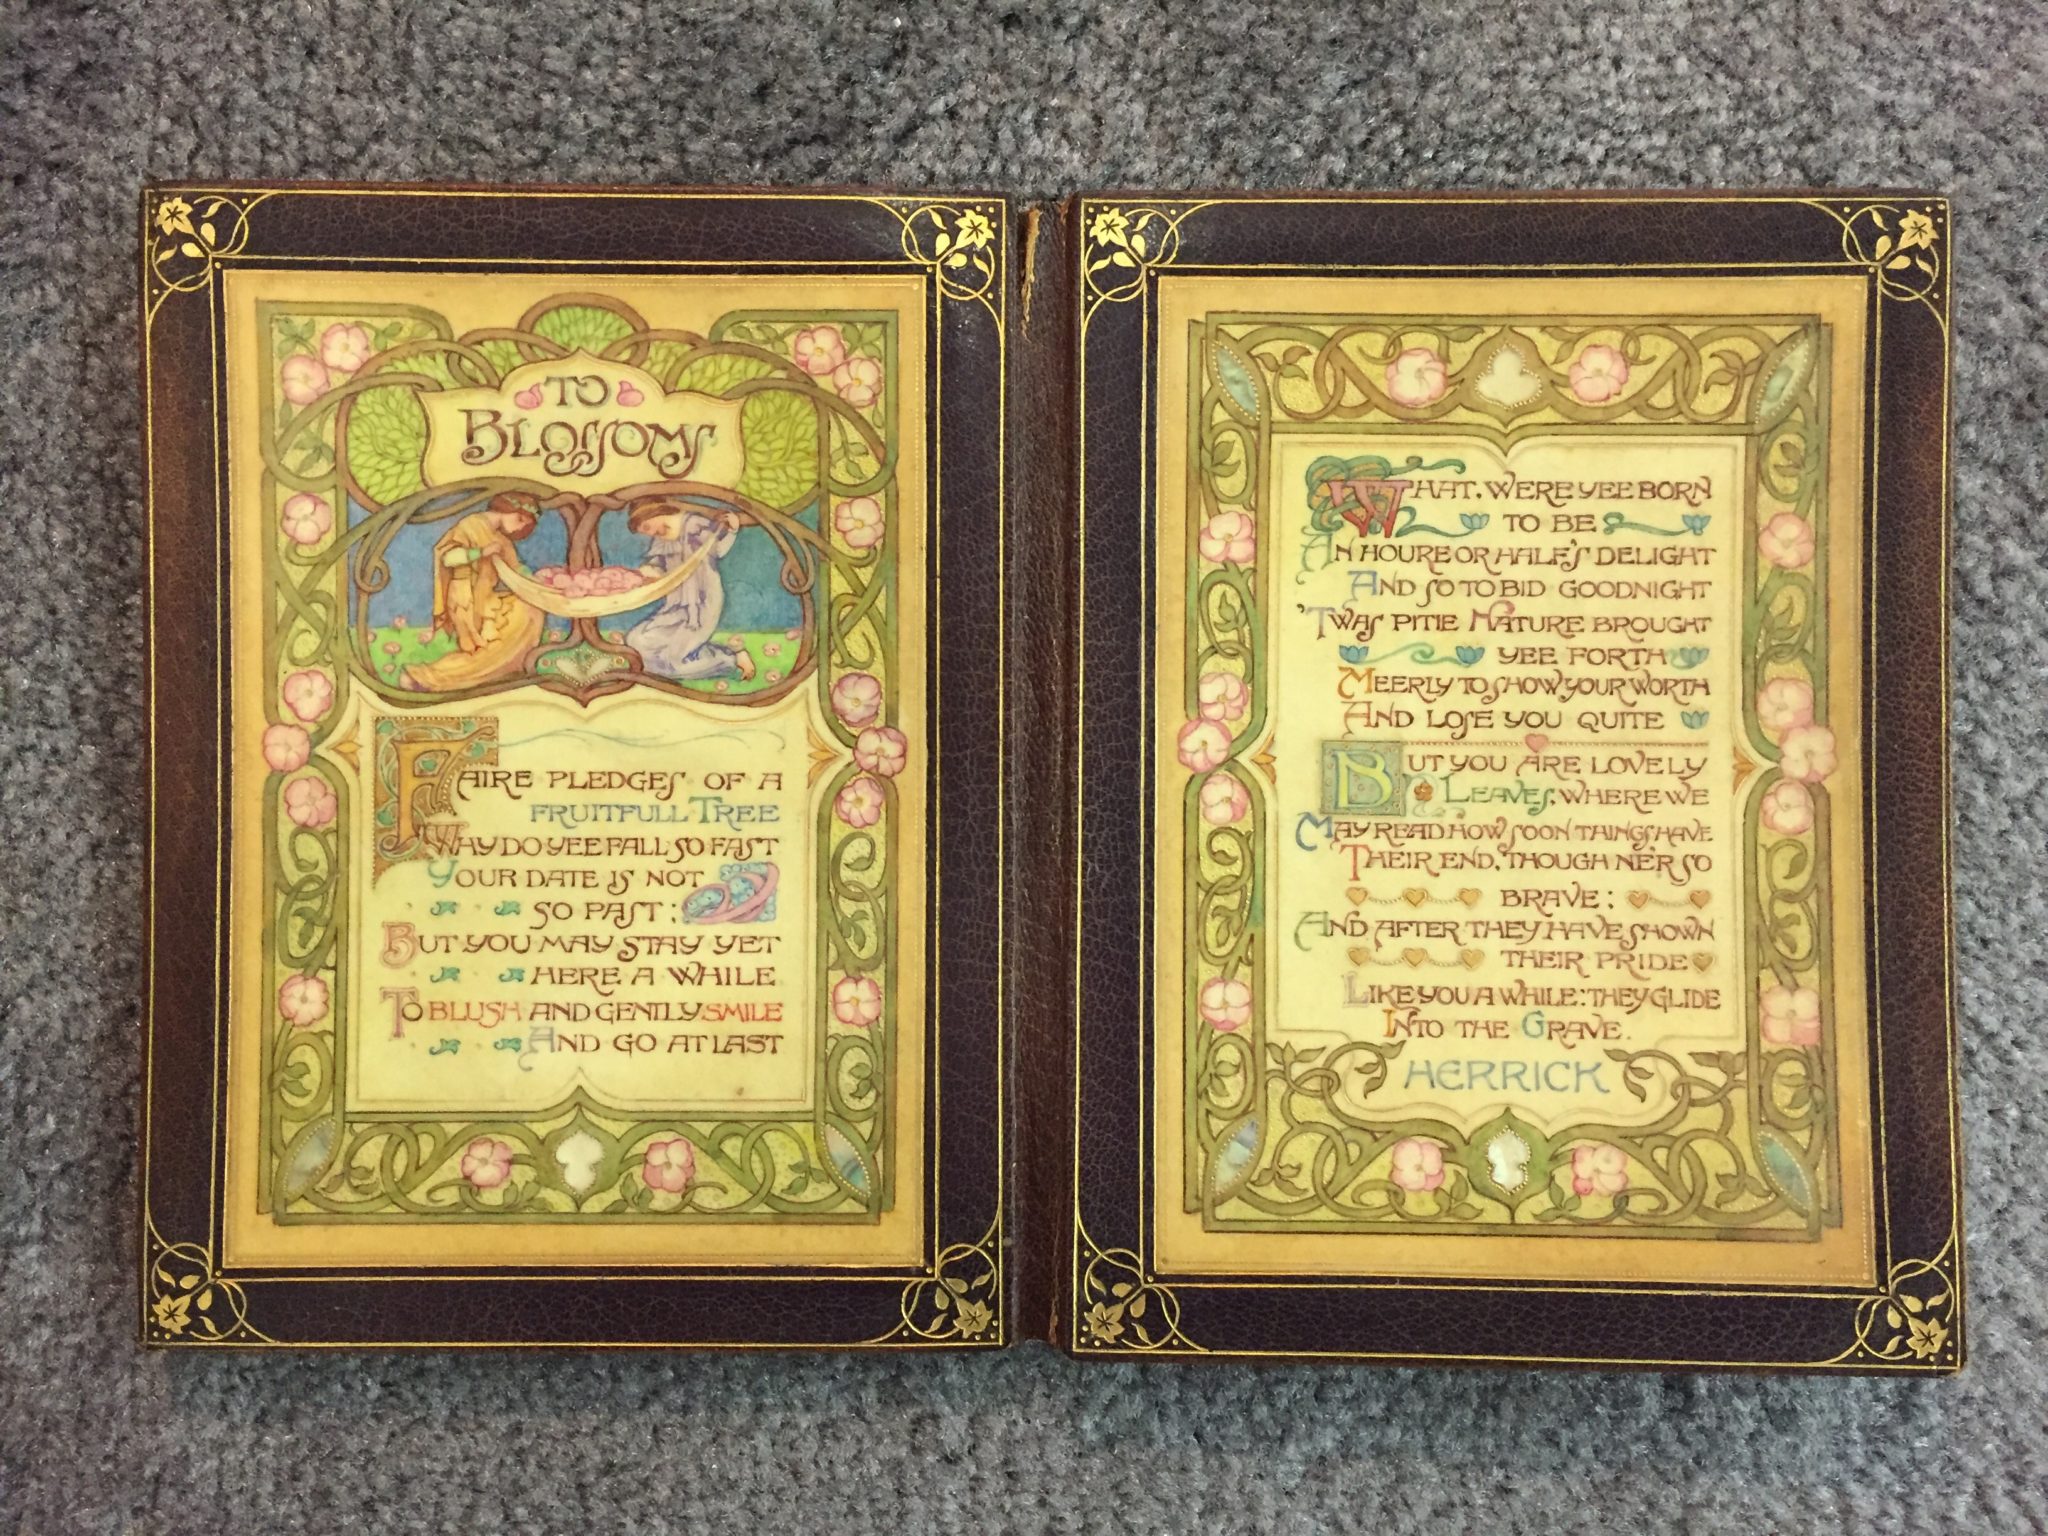 TO
BLOSSOMS
FAIRE PLEDGES OF A
FRUITFULL TREE
WHY DO YEE FALL SO FAST
YOUR DATE IS NOT
SO PAST;
BUT YOU MAY STAY YET
HERE A WHILE
TO BLUSH AND GENTLY SMILE
AND GO AT LAST
WHAT, WERE YEE BORN
TO BE
AN HOURE OR HALF'S DELIGHT
AND SO TO BID GOODNIGHT
'TWAS PITIE NATURE BROUGHT
YEE FORTH
MEERLY TO SHOW YOUR WORTH
AND LOSE YOU QUITE
BUT YOU ARE LOVELY
LEAVES, WHERE WE
MAY READ HOW SOON THINGS HAVE
THEIR END, THOUGH NE'R SO
BRAVE:
AND AFTER THEY HAVE SHOWN
THEIR PRIDE
LIKE YOU A WHILE: THEY GLIDE
INTO THE GRAVE.
HERRICK